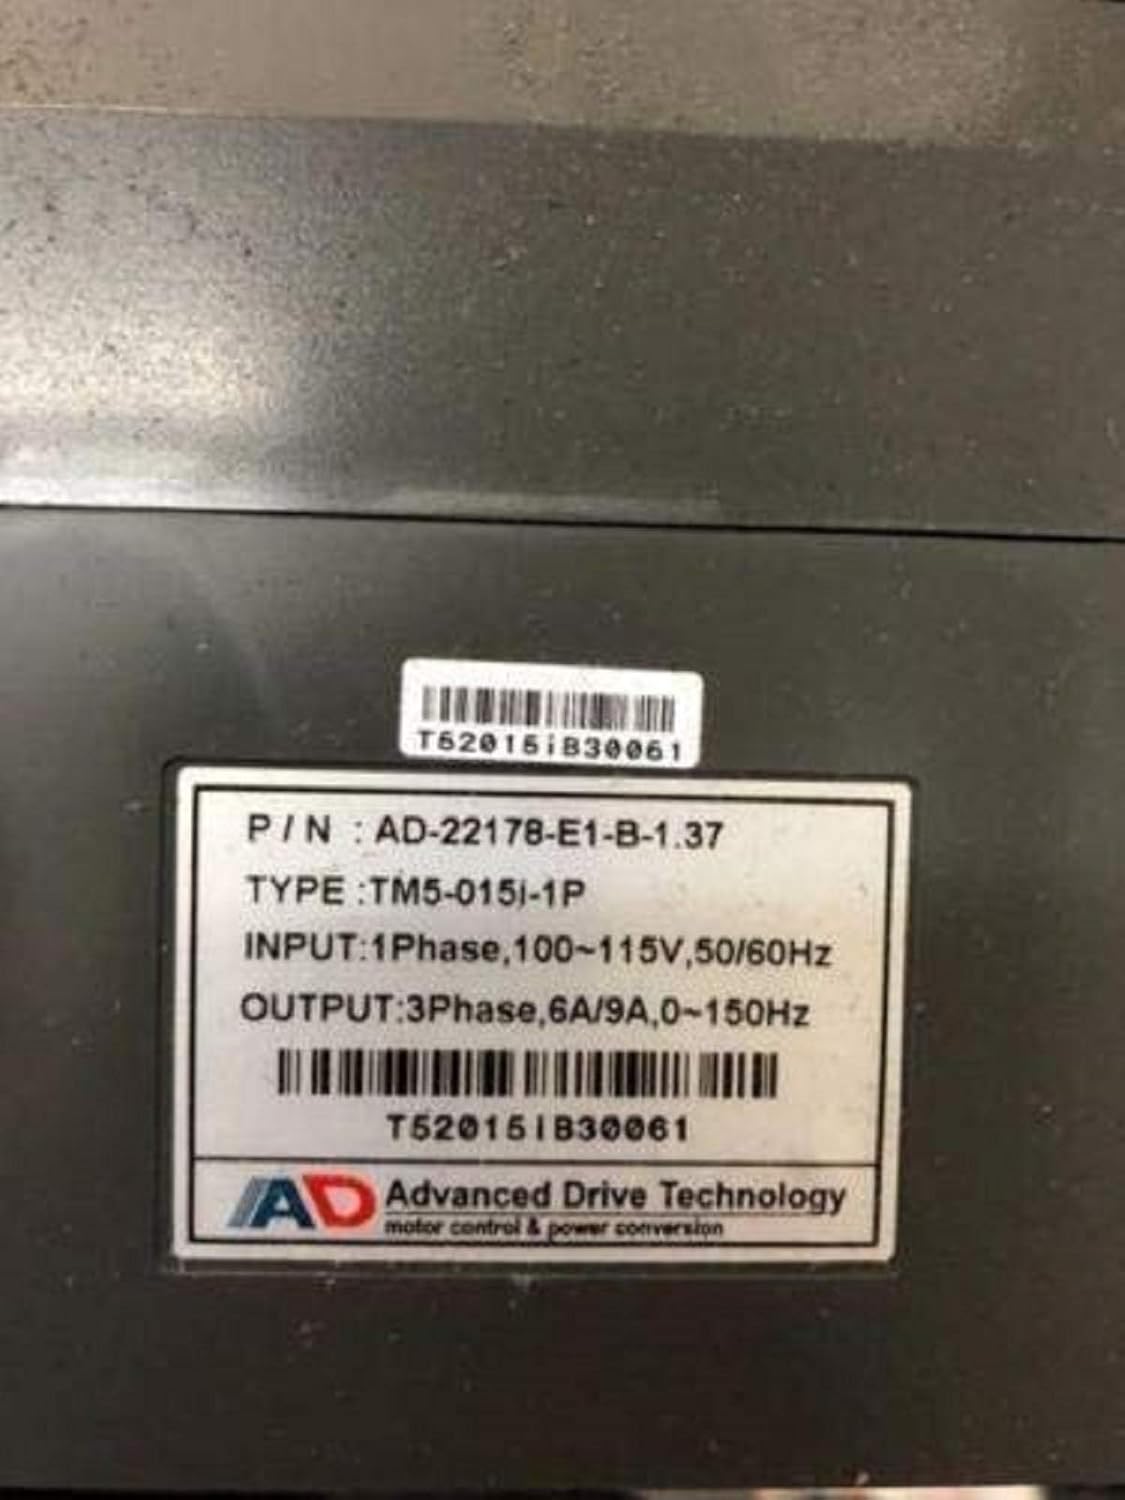 T52015iB30061
P/N : AD-22178-E1-B-1.37
TYPE :TM5-015i-1P
INPUT:1Phase,100~115V,50/60Hz
OUTPUT:3Phase,6A/9A,0~150Hz
T52015iB30061
AD Advanced Drive Technology
motor control & power conversion